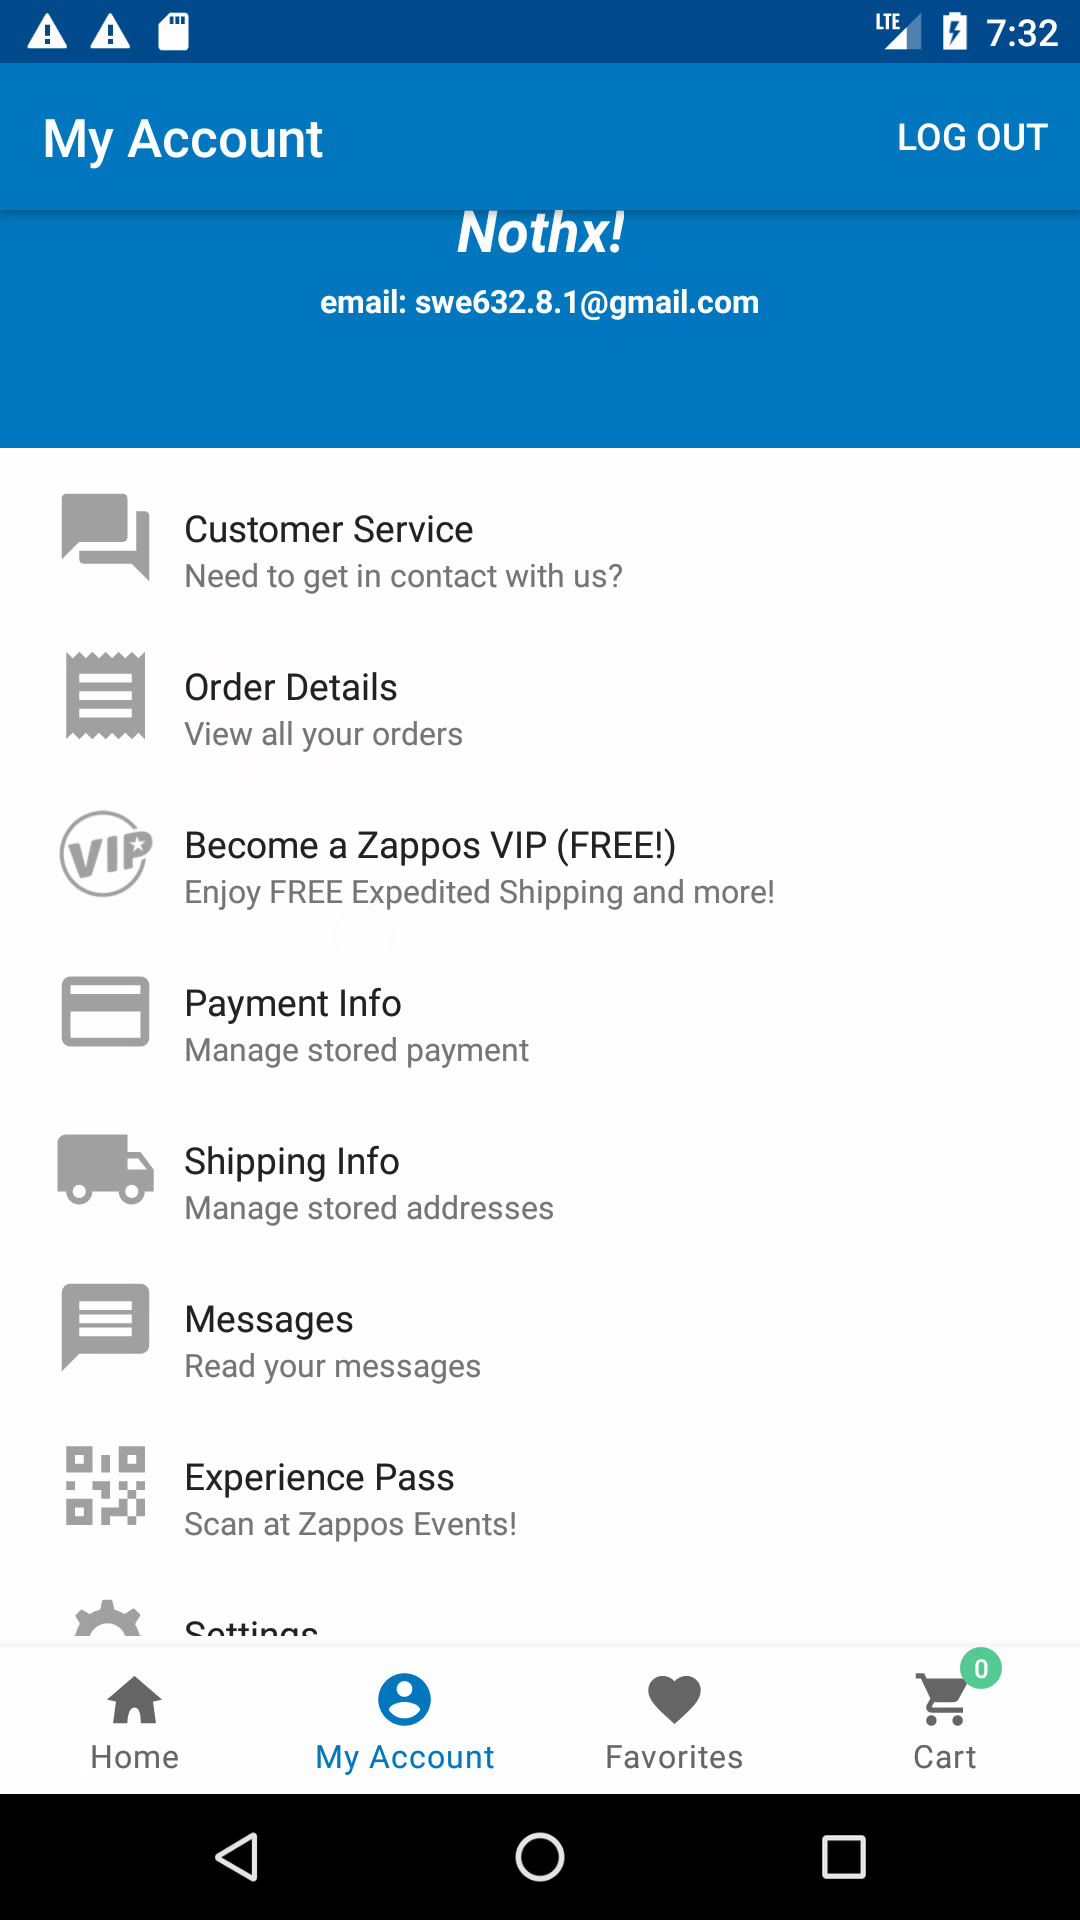 LTE 7:32
My Account LOG OUT
Nothx!
email: swe632.8.1@gmail.com
Customer Service
Need to get in contact with us?
Order Details
View all your orders
VIP
Become a Zappos VIP (FREE!)
Enjoy FREE Expedited Shipping and more!
Payment Info
Manage stored payment
Shipping Info
Manage stored addresses
Messages
Read your messages
Experience Pass
Scan at Zappos Events!
Settings
0
Home My Account Favorites Cart